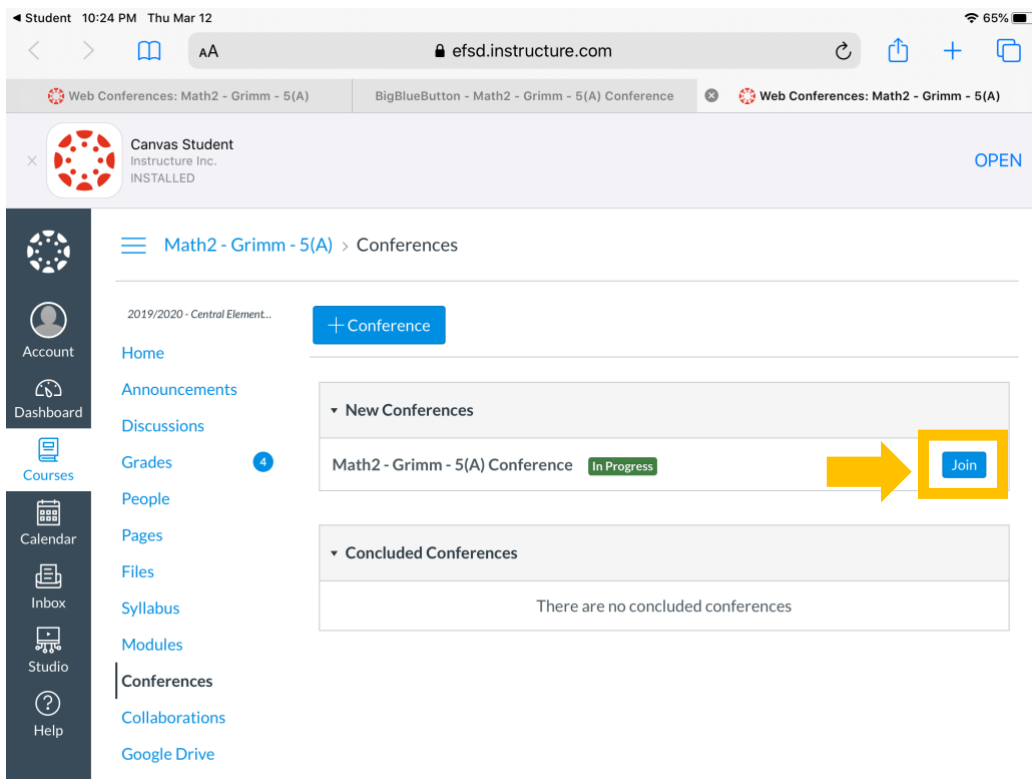 Student 10:24 PM Thu Mar 12 65%
AA efsd.instructure.com
Web Conferences: Math2 - Grimm - 5(A) BigBlueButton - Math2 - Grimm - 5(A) Conference Web Conferences: Math2 - Grimm - 5(A)
Canvas Student
Instructure Inc.
INSTALLED
OPEN
Math2 - Grimm - 5(A) > Conferences
Account
Dashboard
Courses
Calendar
Inbox
Studio
Help
2019/2020 - Central Element...
Home
Announcements
Discussions
Grades 4
People
Pages
Files
Syllabus
Modules
Conferences
Collaborations
Google Drive
+ Conference
New Conferences
Math2 - Grimm - 5(A) Conference In Progress Join
Concluded Conferences
There are no concluded conferences